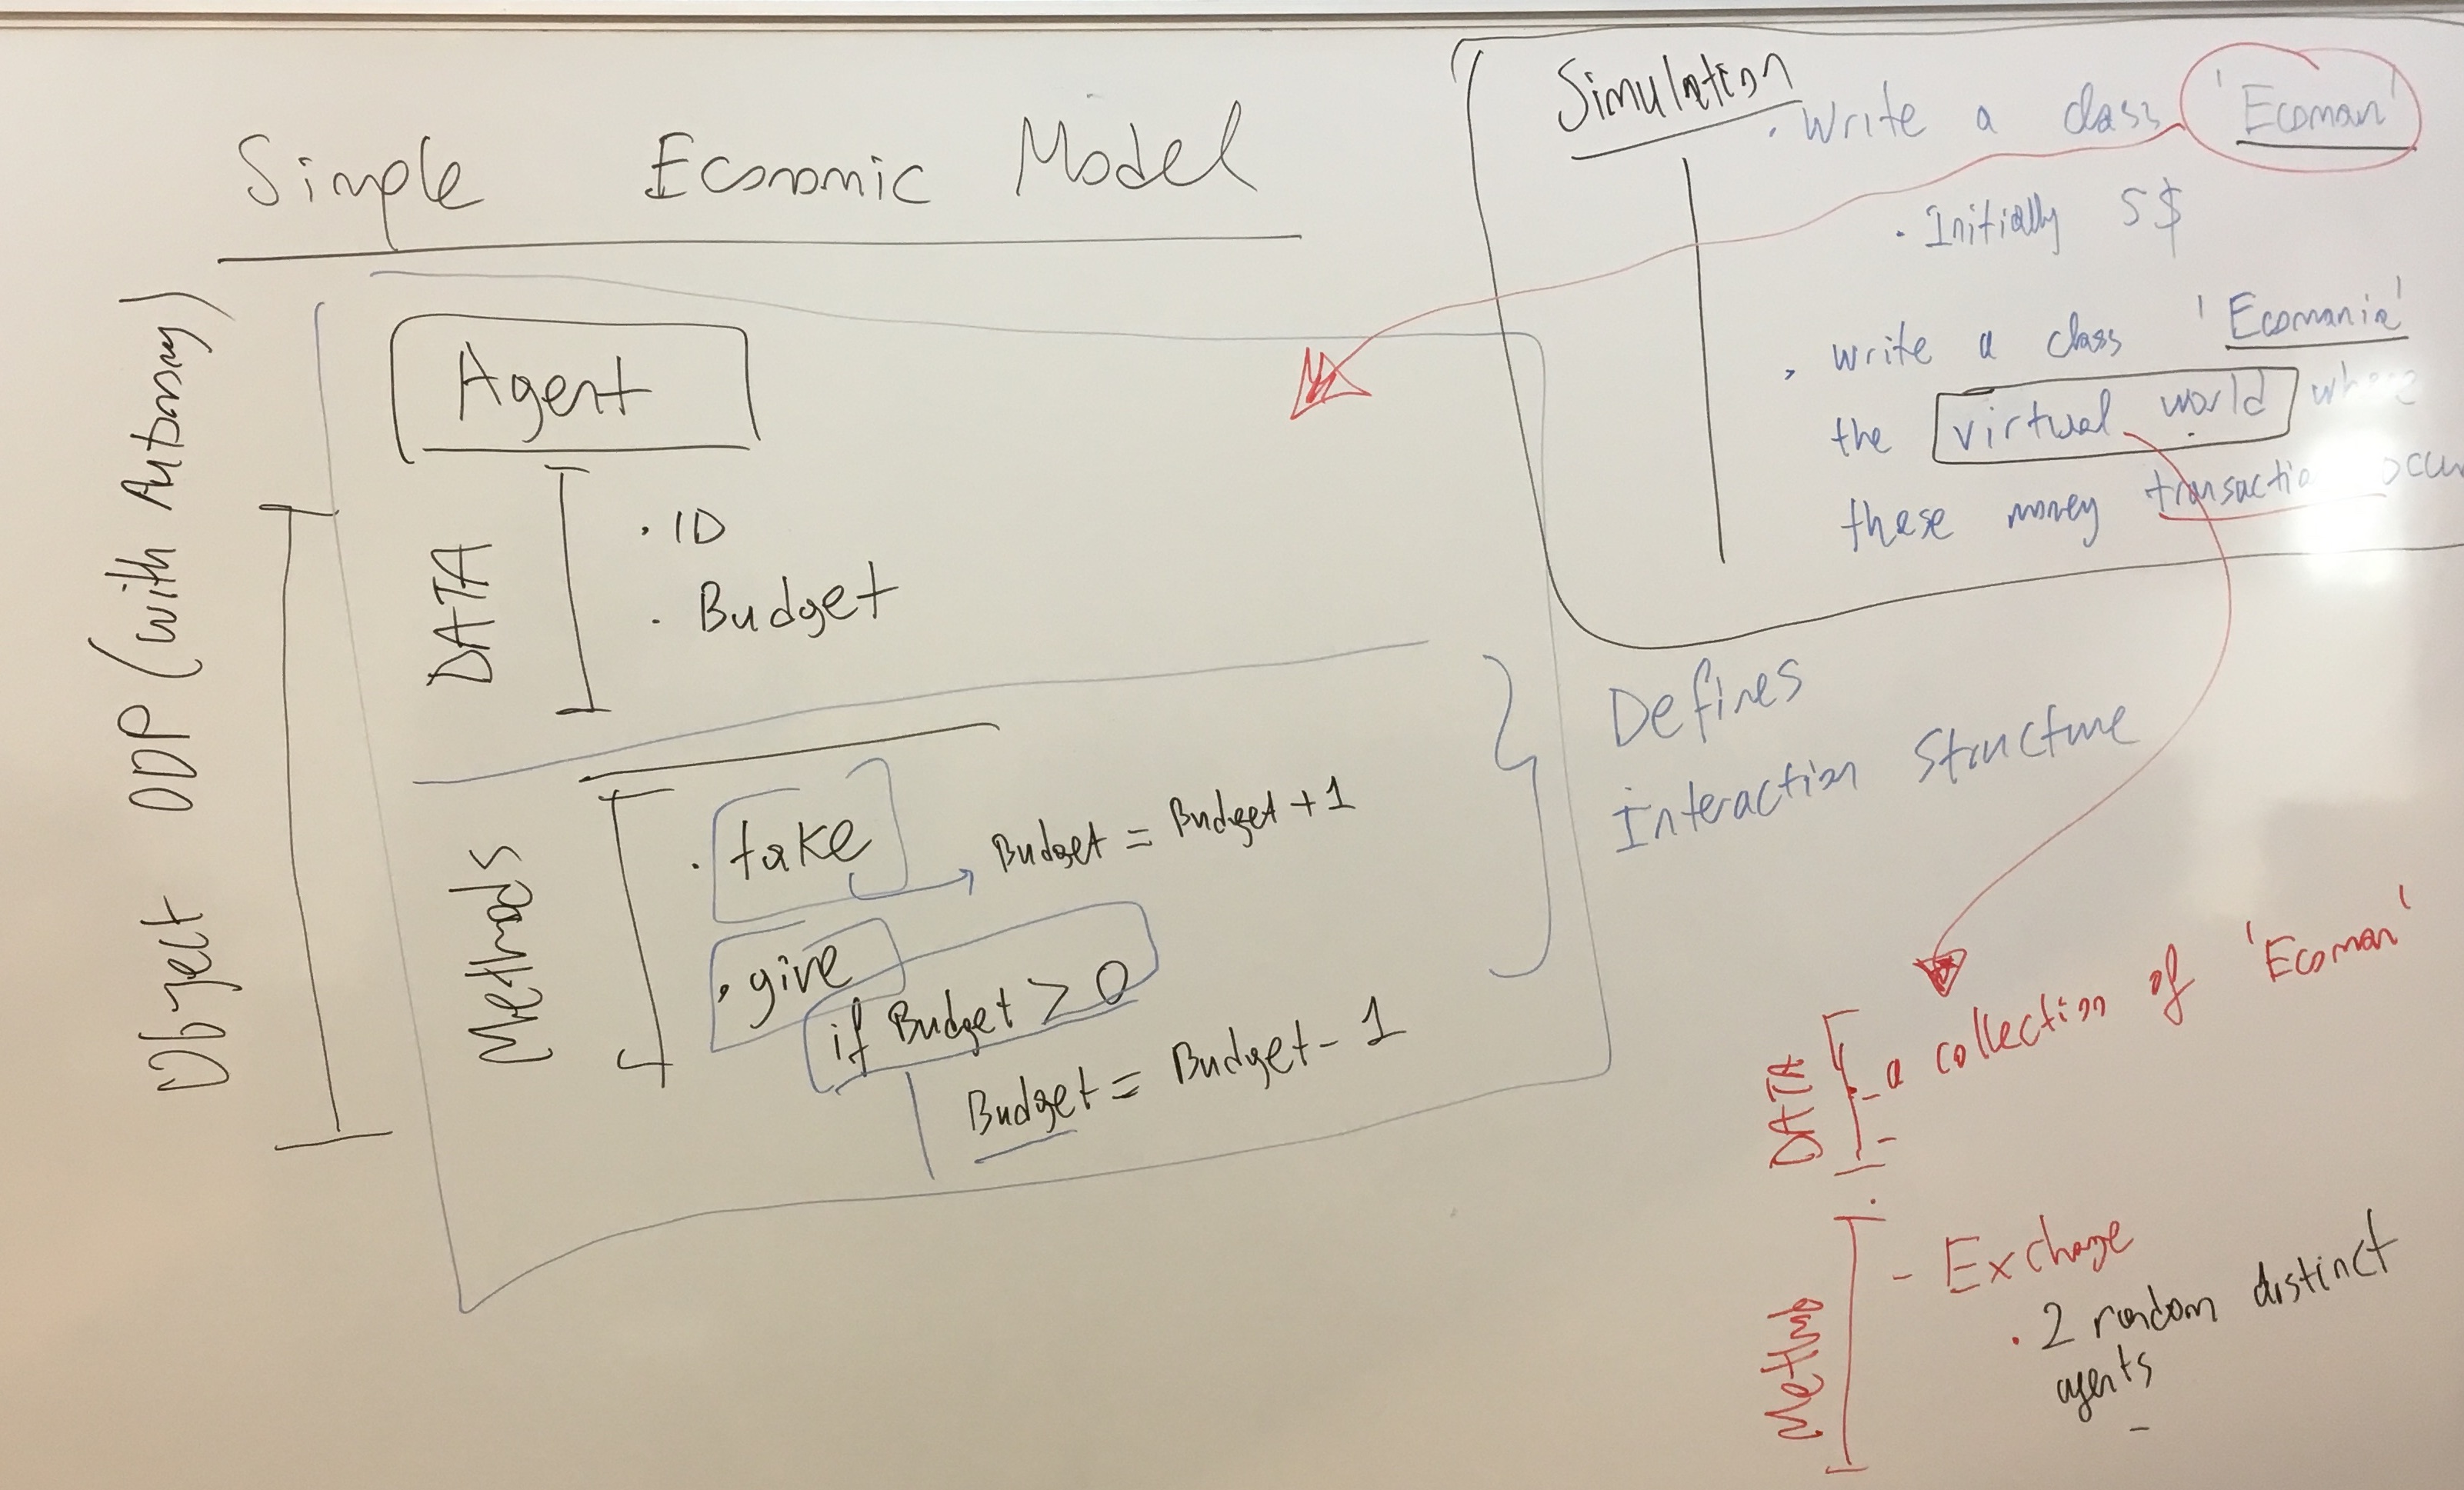 Simple Economic Model
Object OOP (with Autonomy)
Agent
DATA
· ID
· Budget
Methods
· take
Budget = Budget + 1
· give
if Budget > 0
Budget = Budget - 1
Simulation
· Write a class 'Ecoman'
· Initially 5$
· write a class 'Ecomania'
the virtual world where
these money transaction occur
Defines
Interaction Structure
DATA
- a collection of 'Ecoman'
-
Methods
- Exchange
· 2 random distinct
agents
-